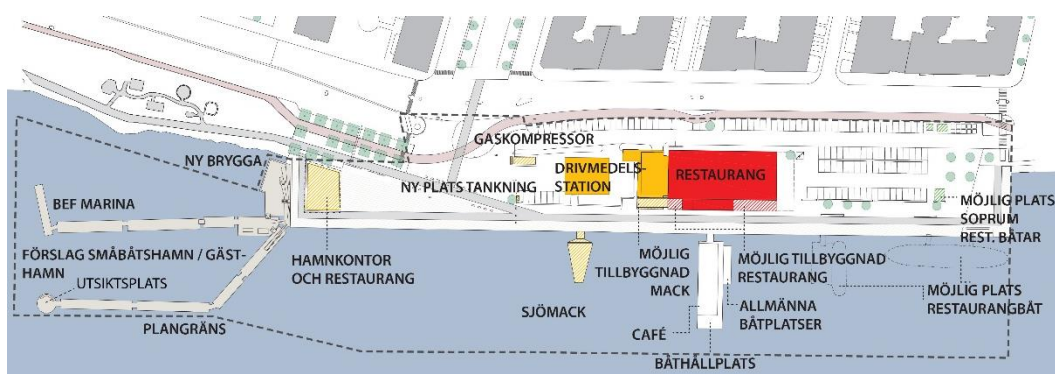 GASKOMPRESSOR
NY BRYGGA
DRIVMEDELS-
STATION
RESTAURANG
NY PLATS TANKNING
BEF MARINA
MÖJLIG PLATS
SOPRUM
REST. BÅTAR
FÖRSLAG SMÅBÅTSHAMN / GÄST-
HAMN
UTSIKTSPLATS
HAMNKONTOR
OCH RESTAURANG
MÖJLIG
TILLBYGGNAD
MACK
MÖJLIG TILLBYGGNAD
RESTAURANG
MÖJLIG PLATS
RESTAURANGBÅT
SJÖMACK
ALLMÄNNA
BÅTPLATSER
PLANGRÄNS
CAFÉ
BÅTHÅLLPLATS